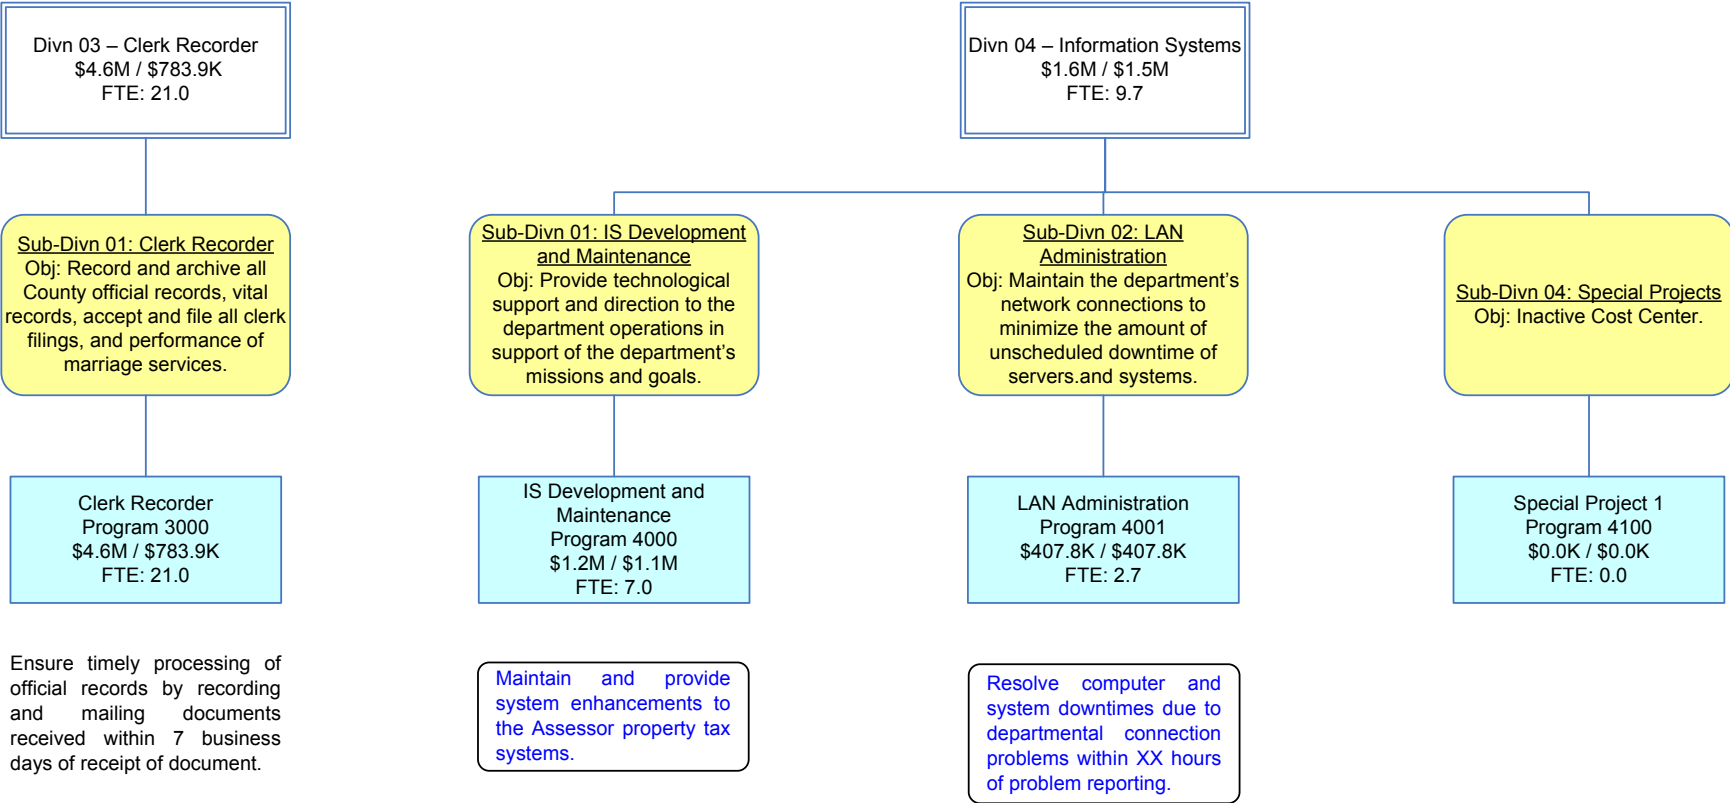 Divn 03 – Clerk Recorder
$4.6M / $783.9K
FTE: 21.0
Divn 04 – Information Systems
$1.6M / $1.5M
FTE: 9.7
Sub-Divn 01: Clerk Recorder
Obj: Record and archive all
County official records, vital
records, accept and file all clerk
filings, and performance of
marriage services.
Sub-Divn 01: IS Development
and Maintenance
Obj: Provide technological
support and direction to the
department operations in
support of the department's
missions and goals.
Sub-Divn 02: LAN
Administration
Obj: Maintain the department's
network connections to
minimize the amount of
unscheduled downtime of
servers.and systems.
Sub-Divn 04: Special Projects
Obj: Inactive Cost Center.
Clerk Recorder
Program 3000
$4.6M / $783.9K
FTE: 21.0
IS Development and
Maintenance
Program 4000
$1.2M / $1.1M
FTE: 7.0
LAN Administration
Program 4001
$407.8K / $407.8K
FTE: 2.7
Special Project 1
Program 4100
$0.0K / $0.0K
FTE: 0.0
Ensure timely processing of
official records by recording
and mailing documents
received within 7 business
days of receipt of document.
Maintain and provide
system enhancements to
the Assessor property tax
systems.
Resolve computer and
system downtimes due to
departmental connection
problems within XX hours
of problem reporting.